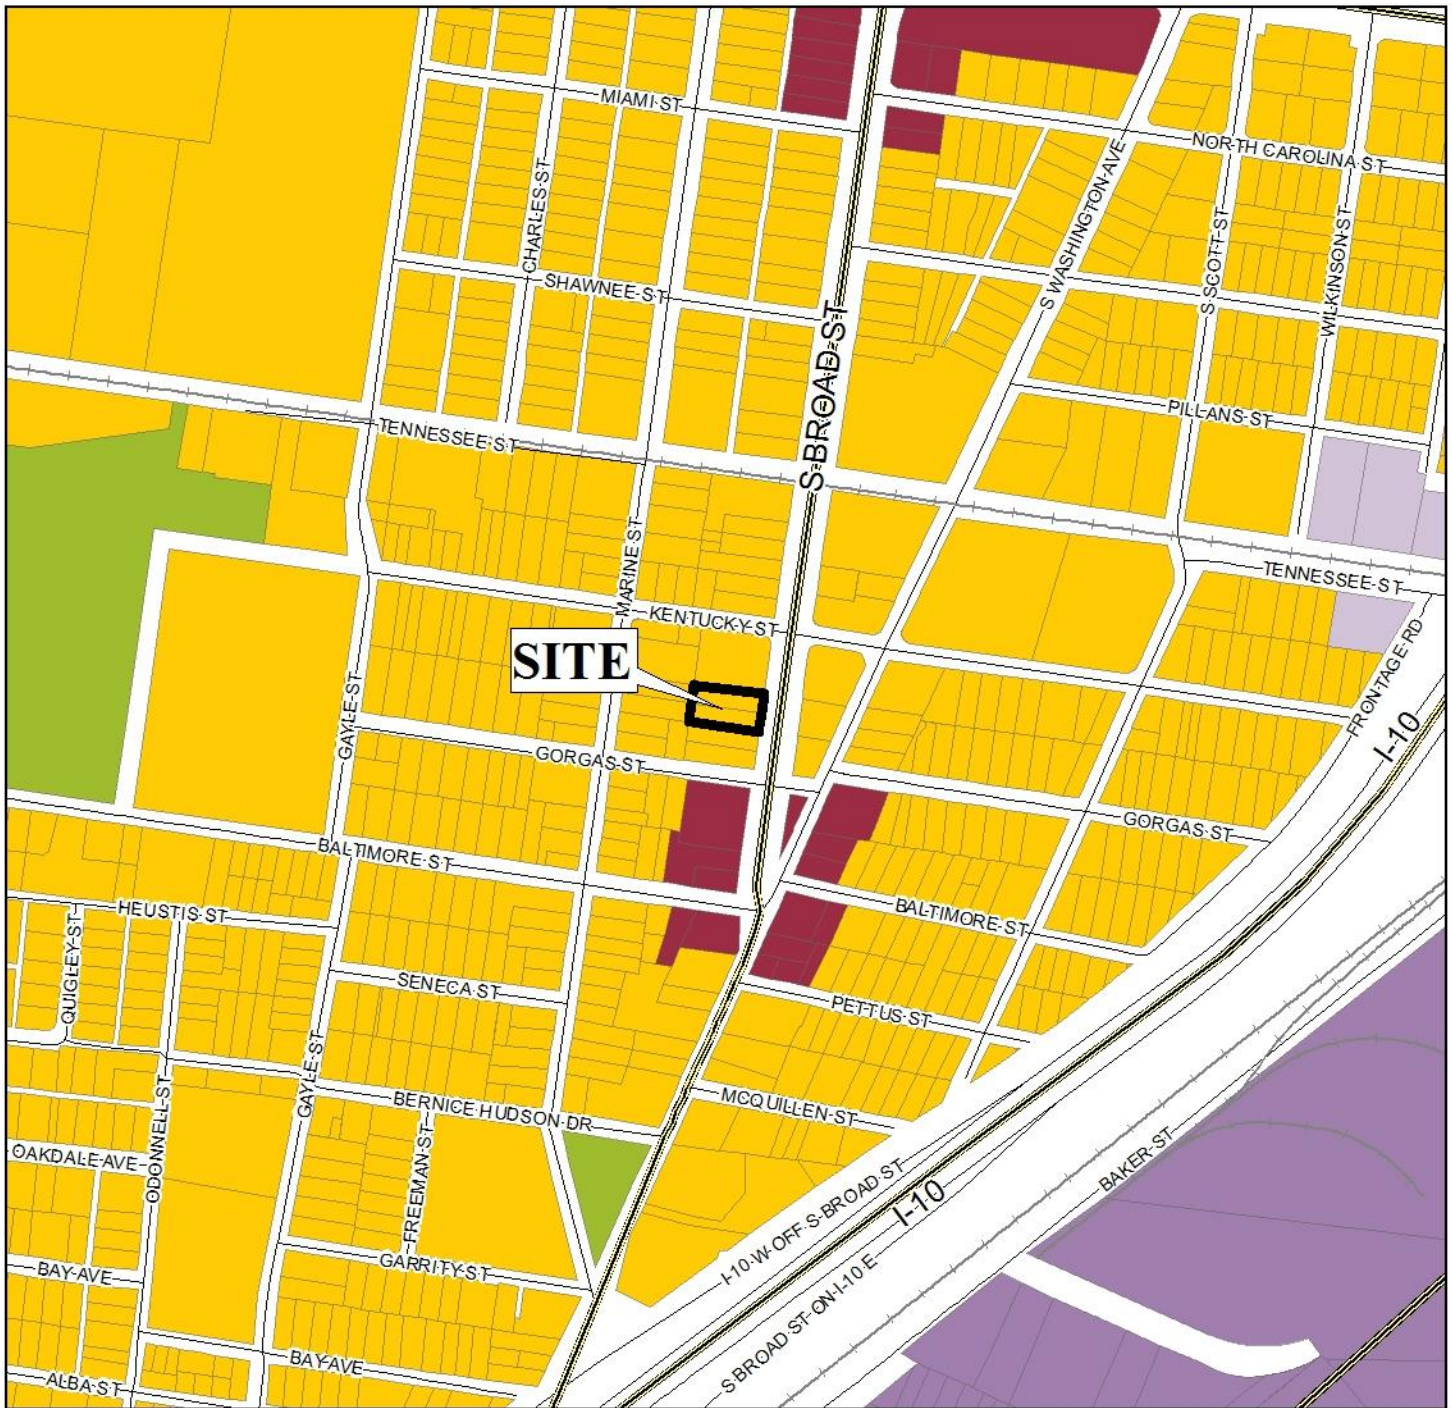 MIAMI ST
NORTH CAROLINA ST
CHARLES ST
S WASHINGTON AVE
S SCOTT ST
WILKINSON ST
SHAWNEE ST
S BROAD ST
PILLANS ST
TENNESSEE ST
MARINE ST
TENNESSEE ST
KENTUCKY ST
SITE
FRONTAGE RD
I-10
GAYLE ST
GORGAS ST
GORGAS ST
BALTIMORE ST
HEUSTIS ST
BALTIMORE ST
QUIGLEY ST
SENECA ST
PETTUS ST
GAYLE ST
BERNICE HUDSON DR
MCQUILLEN ST
ODONNELL ST
OAKDALE AVE
FREEMAN ST
BAKER ST
I-10 W OFF S BROAD ST
I-10
BAY AVE
GARRITY ST
S BROAD ST ON I-10 E
BAY AVE
ALBA ST